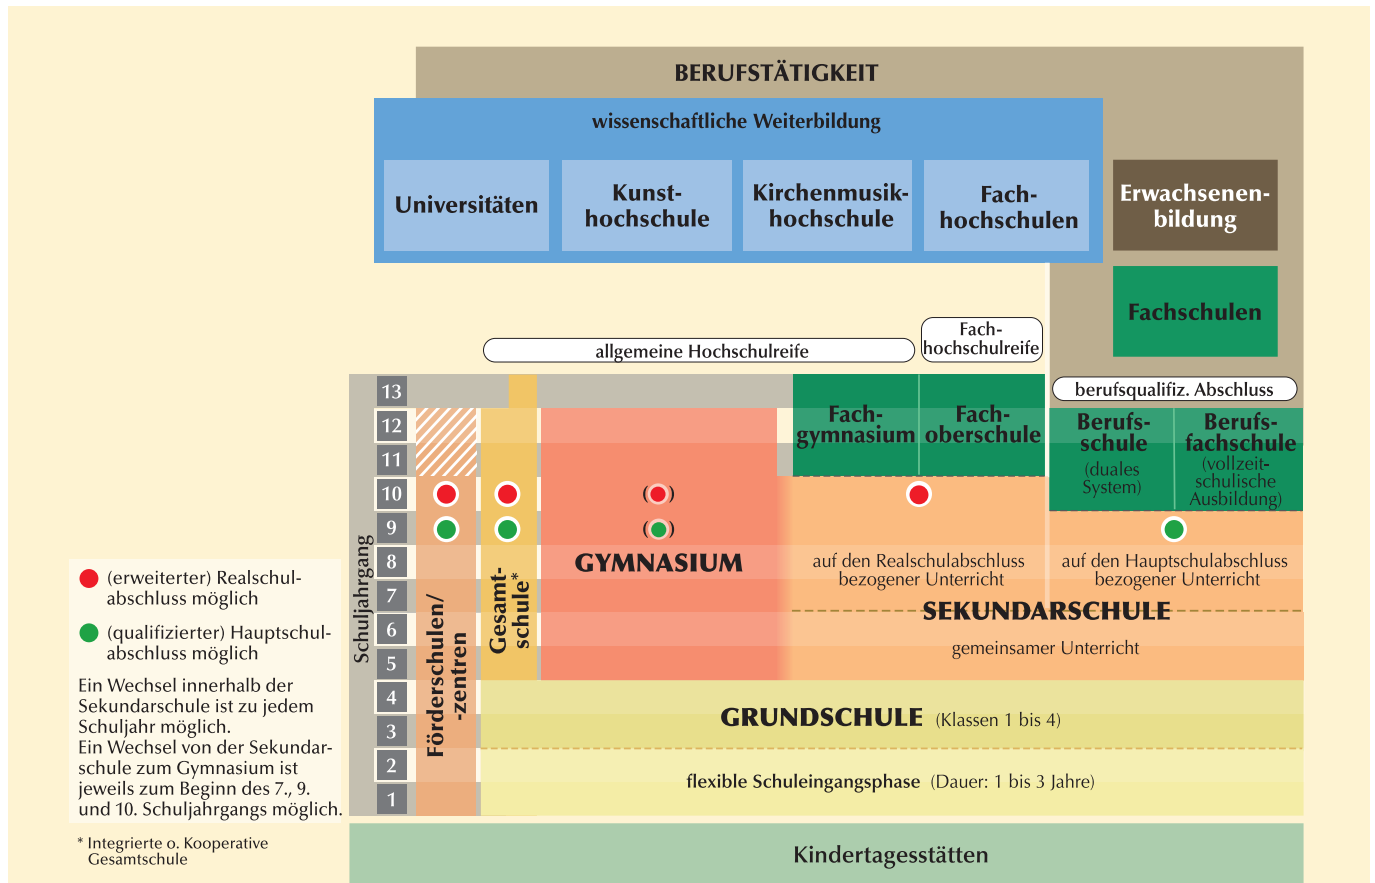 BERUFSTÄTIGKEIT
wissenschaftliche Weiterbildung
Universitäten
Kunst-
hochschule
Kirchenmusik-
hochschule
Fach-
hochschulen
Erwachsenen-
bildung
Fachschulen
allgemeine Hochschulreife
Fach-
hochschulreife
berufsqualifiz. Abschluss
Schuljahrgang
13
12
11
10
9
8
7
6
5
4
3
2
1
Förderschulen/
-zentren
Gesamt-
schule*
( )
( )
GYMNASIUM
Fach-
gymnasium
Fach-
oberschule
Berufs-
schule
(duales
System)
Berufs-
fachschule
(vollzeit-
schulische
Ausbildung)
auf den Realschulabschluss
bezogener Unterricht
auf den Hauptschulabschluss
bezogener Unterricht
SEKUNDARSCHULE
gemeinsamer Unterricht
GRUNDSCHULE (Klassen 1 bis 4)
flexible Schuleingangsphase (Dauer: 1 bis 3 Jahre)
Kindertagesstätten
(erweiterter) Realschul-
abschluss möglich
(qualifizierter) Hauptschul-
abschluss möglich
Ein Wechsel innerhalb der
Sekundarschule ist zu jedem
Schuljahr möglich.
Ein Wechsel von der Sekundar-
schule zum Gymnasium ist
jeweils zum Beginn des 7., 9.
und 10. Schuljahrgangs möglich.
* Integrierte o. Kooperative
Gesamtschule